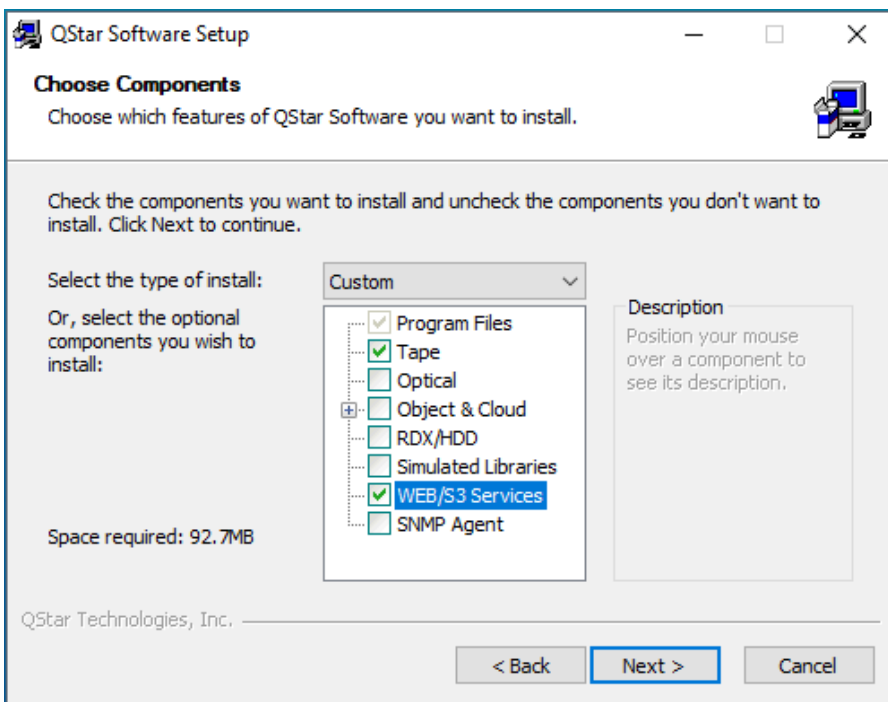 QStar Software Setup
Choose Components
Choose which features of QStar Software you want to install.
Check the components you want to install and uncheck the components you don't want to
install. Click Next to continue.
Select the type of install:
Custom
Or, select the optional
components you wish to
install:
Program Files
Tape
Optical
Object & Cloud
RDX/HDD
Simulated Libraries
WEB/S3 Services
SNMP Agent
Description
Position your mouse
over a component to
see its description.
Space required: 92.7MB
QStar Technologies, Inc.
< Back
Next >
Cancel